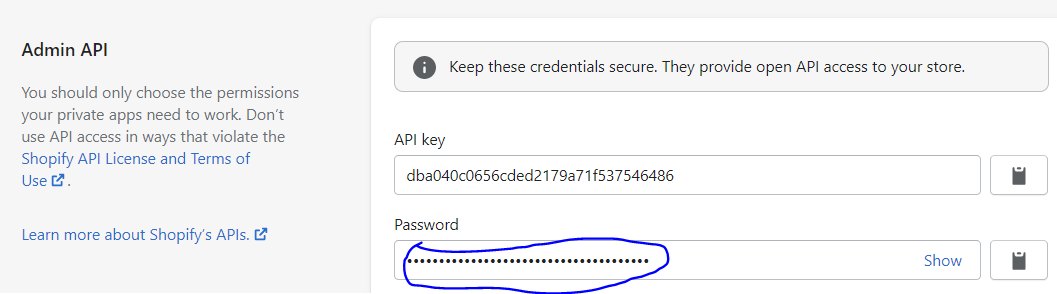 Admin API
You should only choose the permissions
your private apps need to work. Don't
use API access in ways that violate the
Shopify API License and Terms of
Use.
Learn more about Shopify's APIs.
Keep these credentials secure. They provide open API access to your store.
API key
dba040c0656cded2179a71f537546486
Password
••••••••••••••••••••••••••••••••••••••
Show